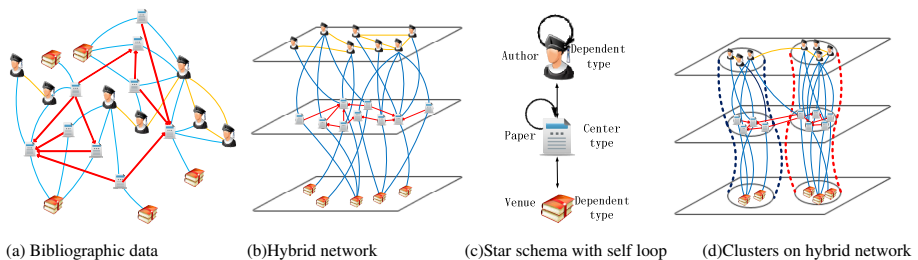 Author
Dependent
type
Paper
Center
type
Venue
Dependent
type
(a) Bibliographic data
(b)Hybrid network
(c)Star schema with self loop
(d)Clusters on hybrid network